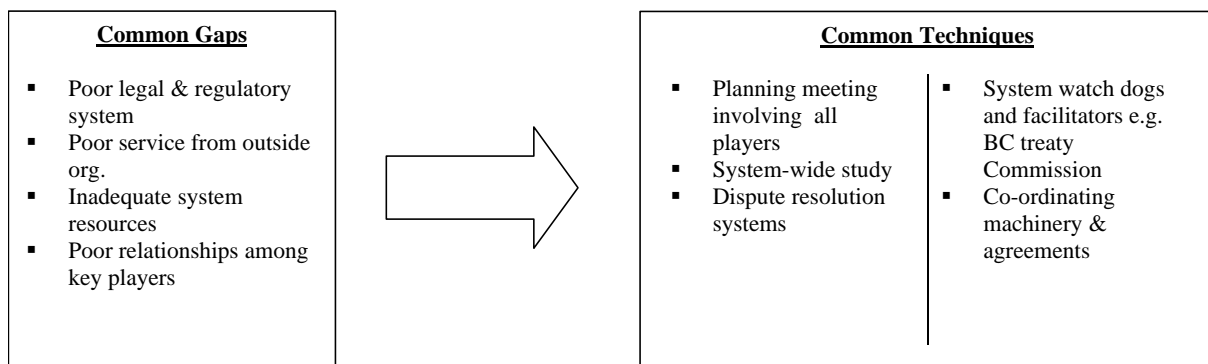 Common Gaps
▪ Poor legal & regulatory
system
▪ Poor service from outside
org.
▪ Inadequate system
resources
▪ Poor relationships among
key players
Common Techniques
▪ Planning meeting
involving all
players
▪ System-wide study
▪ Dispute resolution
systems
▪ System watch dogs
and facilitators e.g.
BC treaty
Commission
▪ Co-ordinating
machinery &
agreements